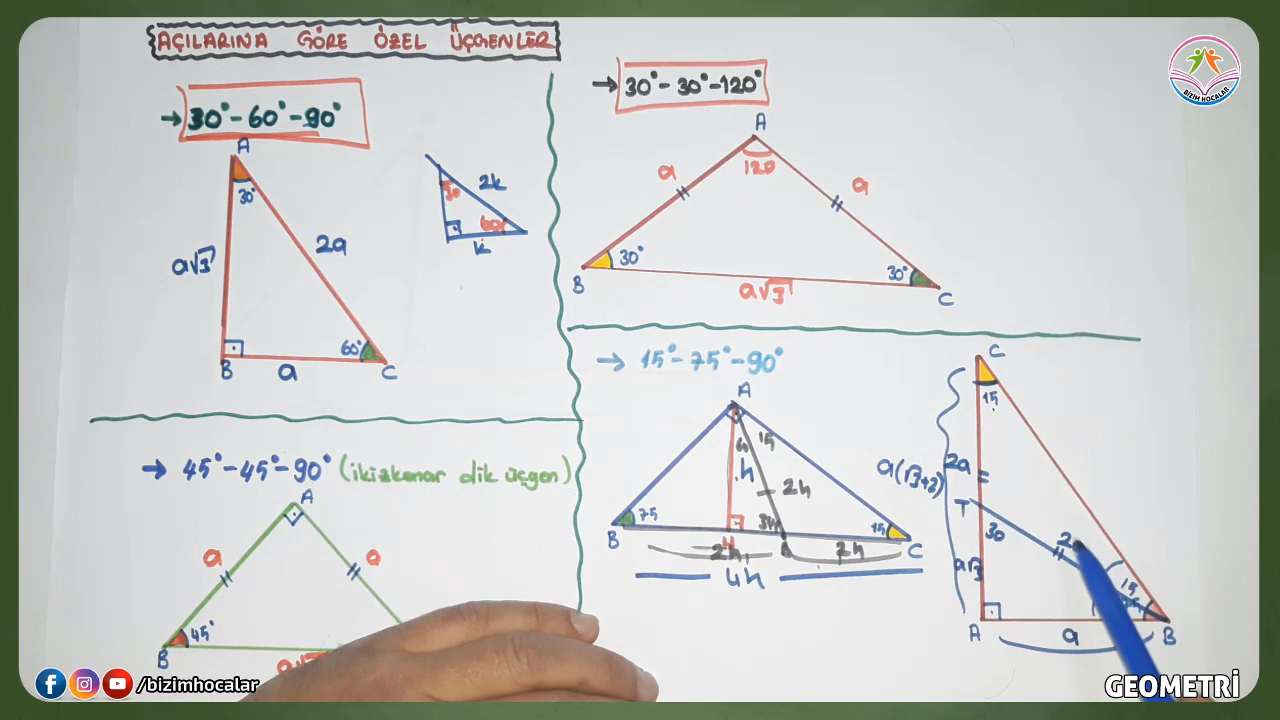 AÇILARINA GÖRE ÖZEL ÜÇGENLER
→ 30°-60°-90°
A
30°
a√3
2a
60°
B
a
C
2k
30
60
k
→ 30°-30°-120°
A
120
a
a
30°
30°
B
a√3
C
→ 45°-45°-90° (ikizkenar dik üçgen)
A
a
a
45°
B
→ 15°-75°-90°
A
60
15
h
2h
75
15
B
H
C
2h
2h
4h
C
15
a(√3+2)
2a
T
30
a√3
15
75
A
a
B
BİZİM HOCALAR
/bizimhocalar
GEOMETRİ